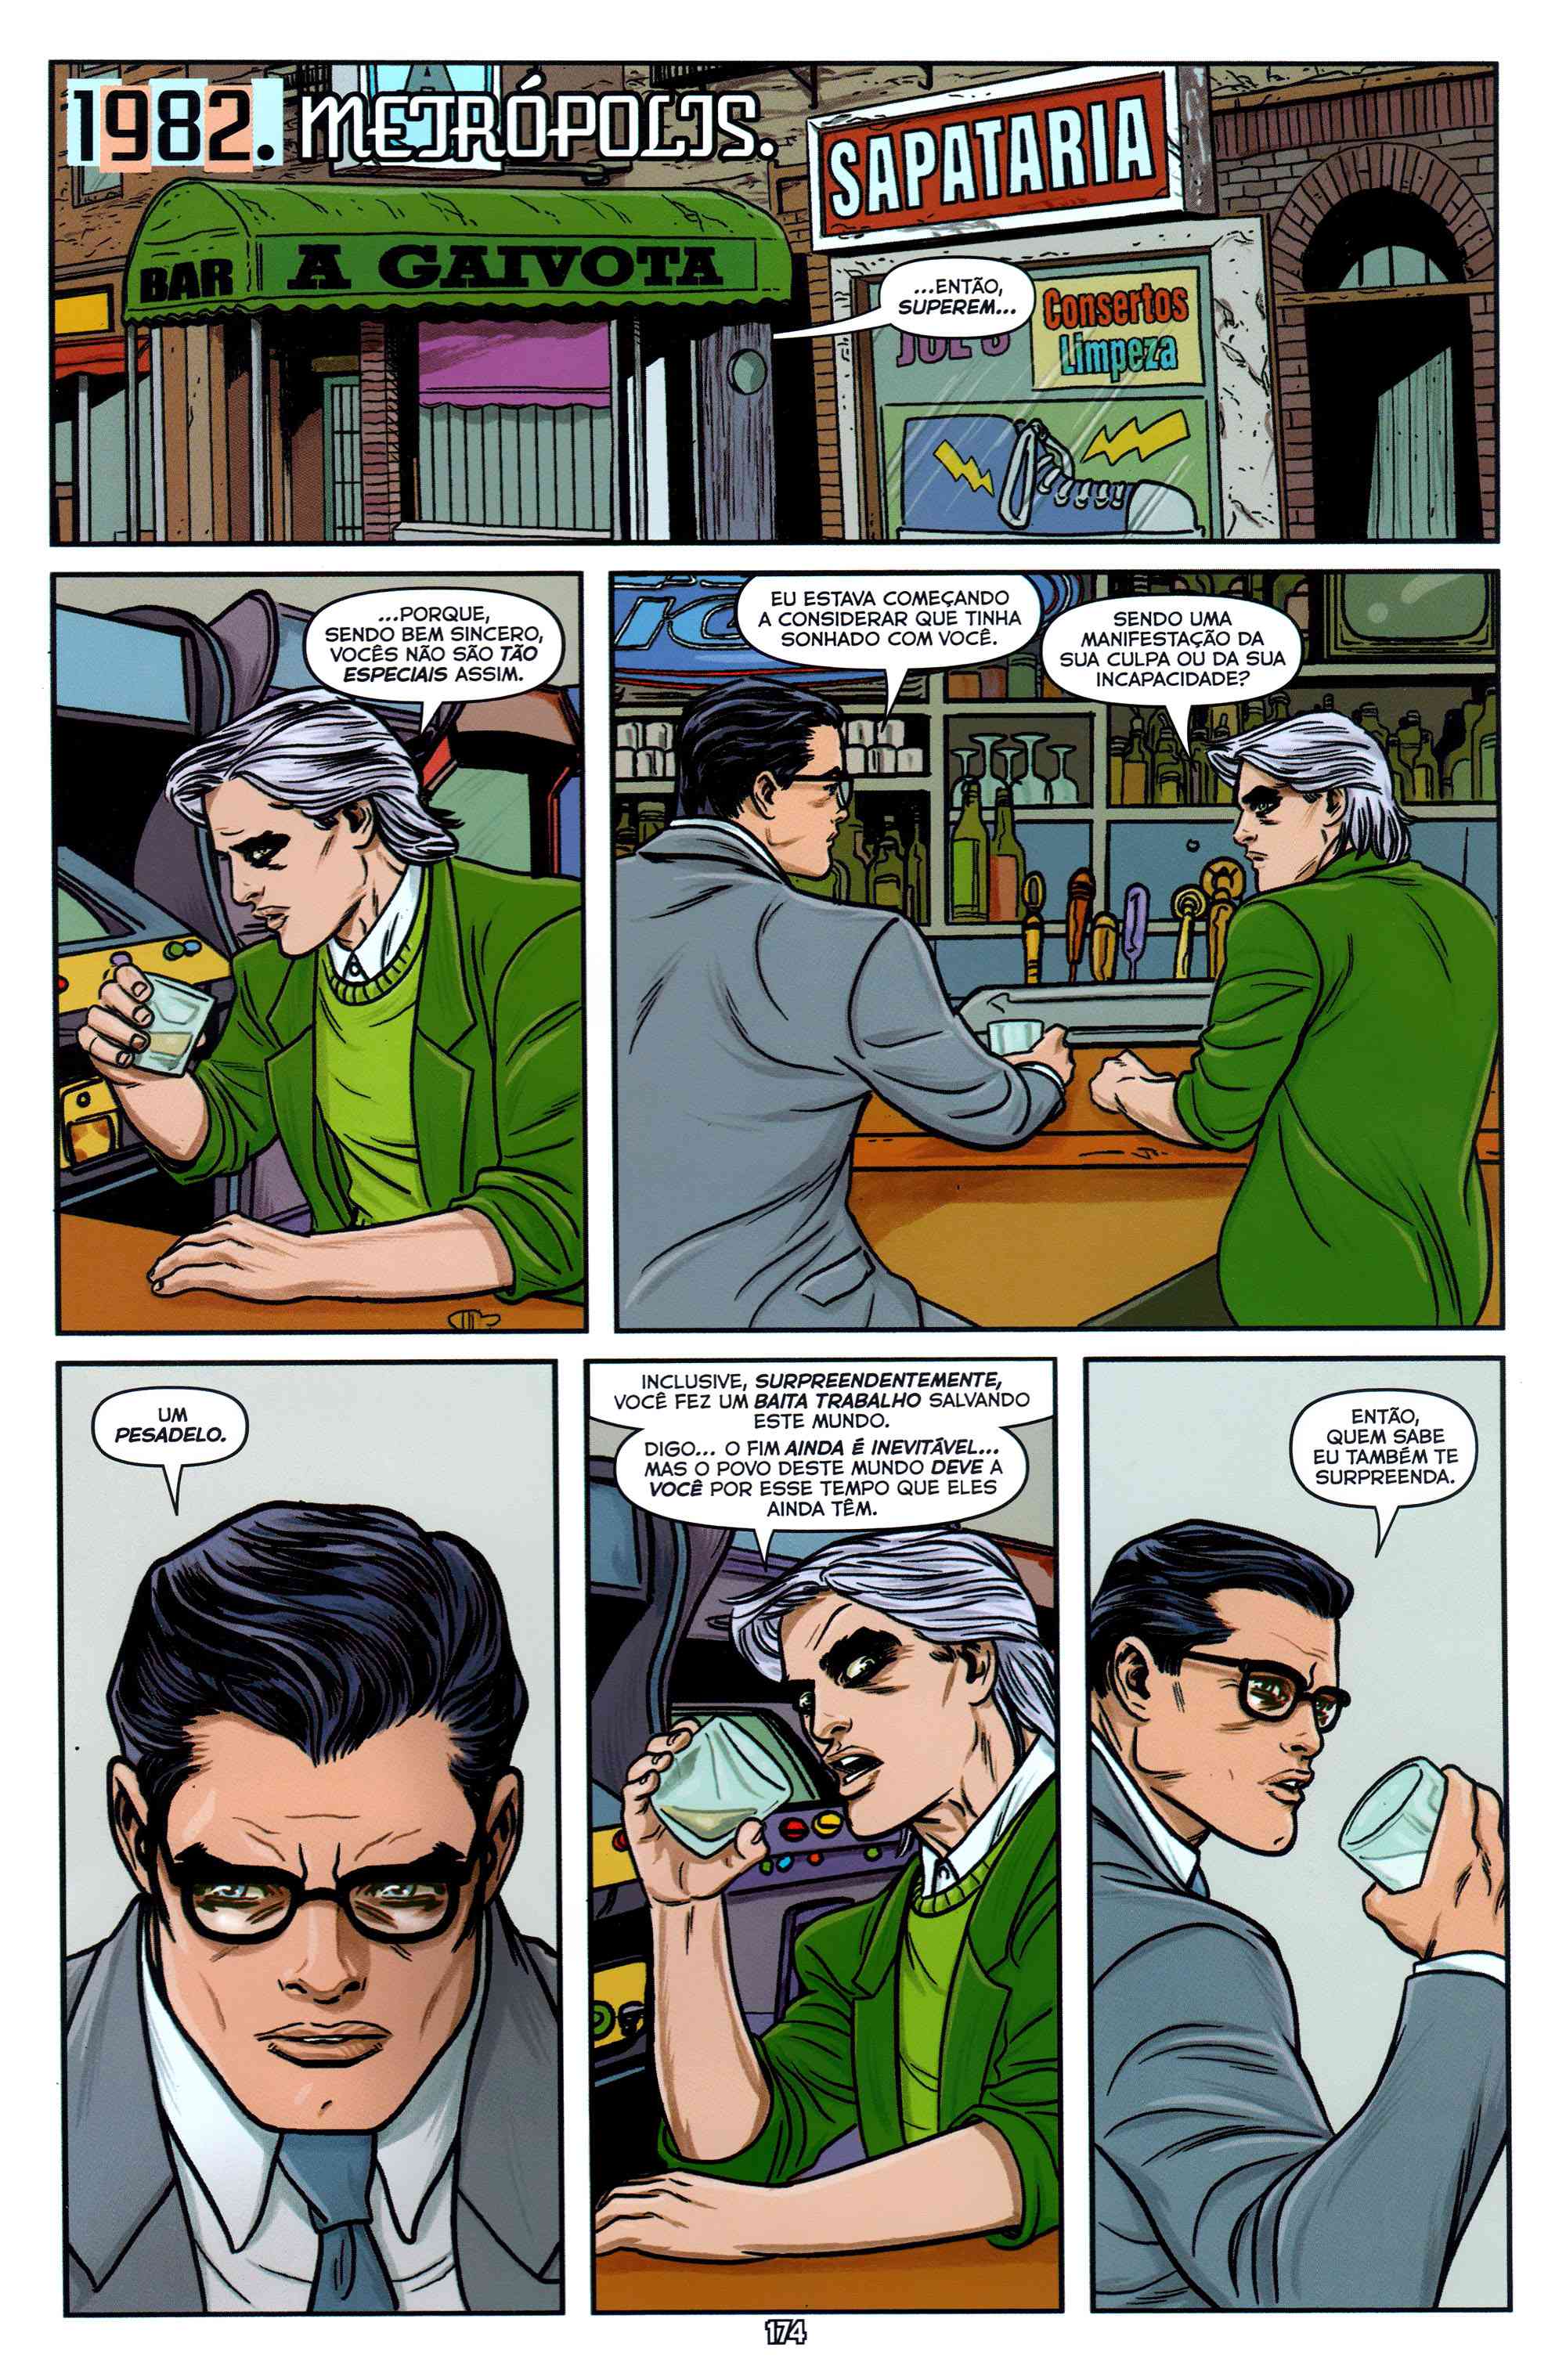 1982. METRÓPOLIS.
SAPATARIA
BAR A GAIVOTA
...ENTÃO,
SUPEREM...
Consertos
Limpeza
JOE'S
...PORQUE,
SENDO BEM SINCERO,
VOCÊS NÃO SÃO TÃO
ESPECIAIS ASSIM.
EU ESTAVA COMEÇANDO
A CONSIDERAR QUE TINHA
SONHADO COM VOCÊ.
SENDO UMA
MANIFESTAÇÃO DA
SUA CULPA OU DA SUA
INCAPACIDADE?
UM
PESADELO.
INCLUSIVE, SURPREENDENTEMENTE,
VOCÊ FEZ UM BAITA TRABALHO SALVANDO
ESTE MUNDO.
DIGO... O FIM AINDA É INEVITÁVEL...
MAS O POVO DESTE MUNDO DEVE A
VOCÊ POR ESSE TEMPO QUE ELES
AINDA TÊM.
ENTÃO,
QUEM SABE
EU TAMBÉM TE
SURPREENDA.
174